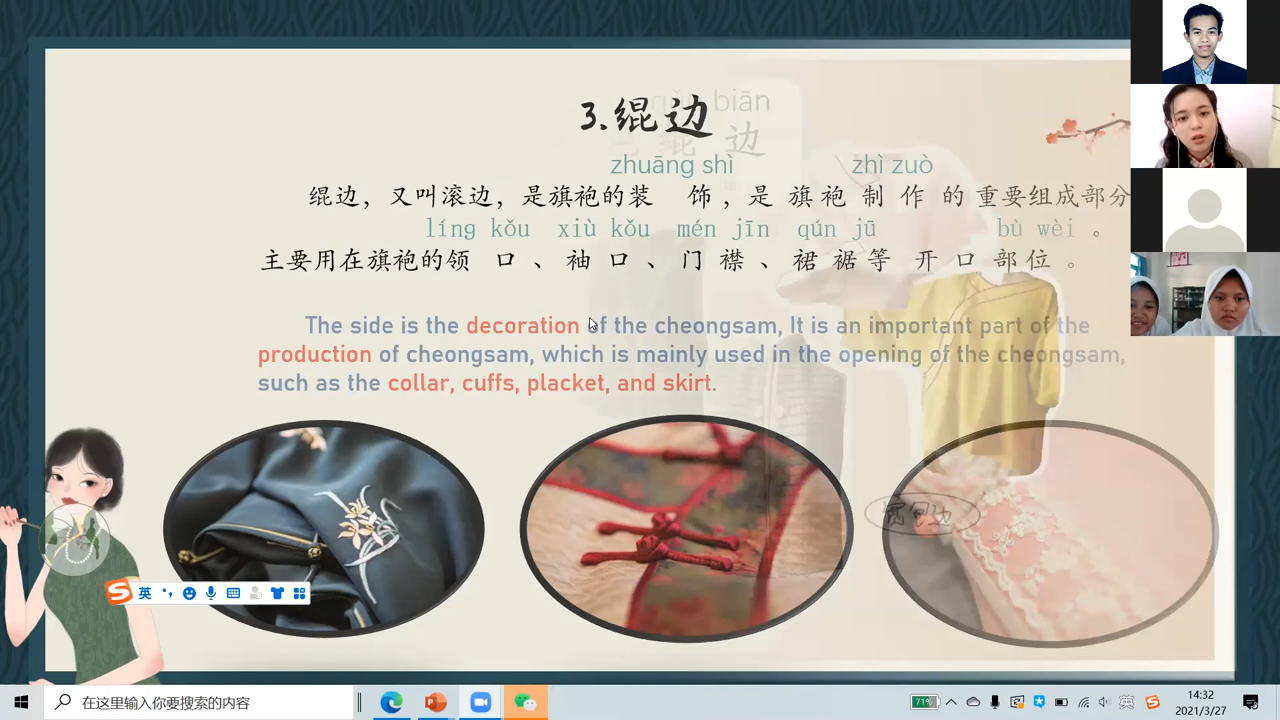 biān
边
3.绲边
zhuāng shì zhì zuò
绲边，又叫滚边，是旗袍的装 饰，是 旗 袍 制 作 的 重要组成部分
líng kǒu xiù kǒu mén jīn qún jū bù wèi 。
主要用在旗袍的领 口 、 袖 口 、 门 襟 、 裙 裾 等 开 口 部 位 。
The side is the decoration of the cheongsam, It is an important part of the
production of cheongsam, which is mainly used in the opening of the cheongsam,
such as the collar, cuffs, placket, and skirt.
英
在这里输入你要搜索的内容
71%
英
14:32
2021/3/27